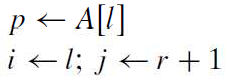 p ← A[l]
i ← l; j ← r + 1